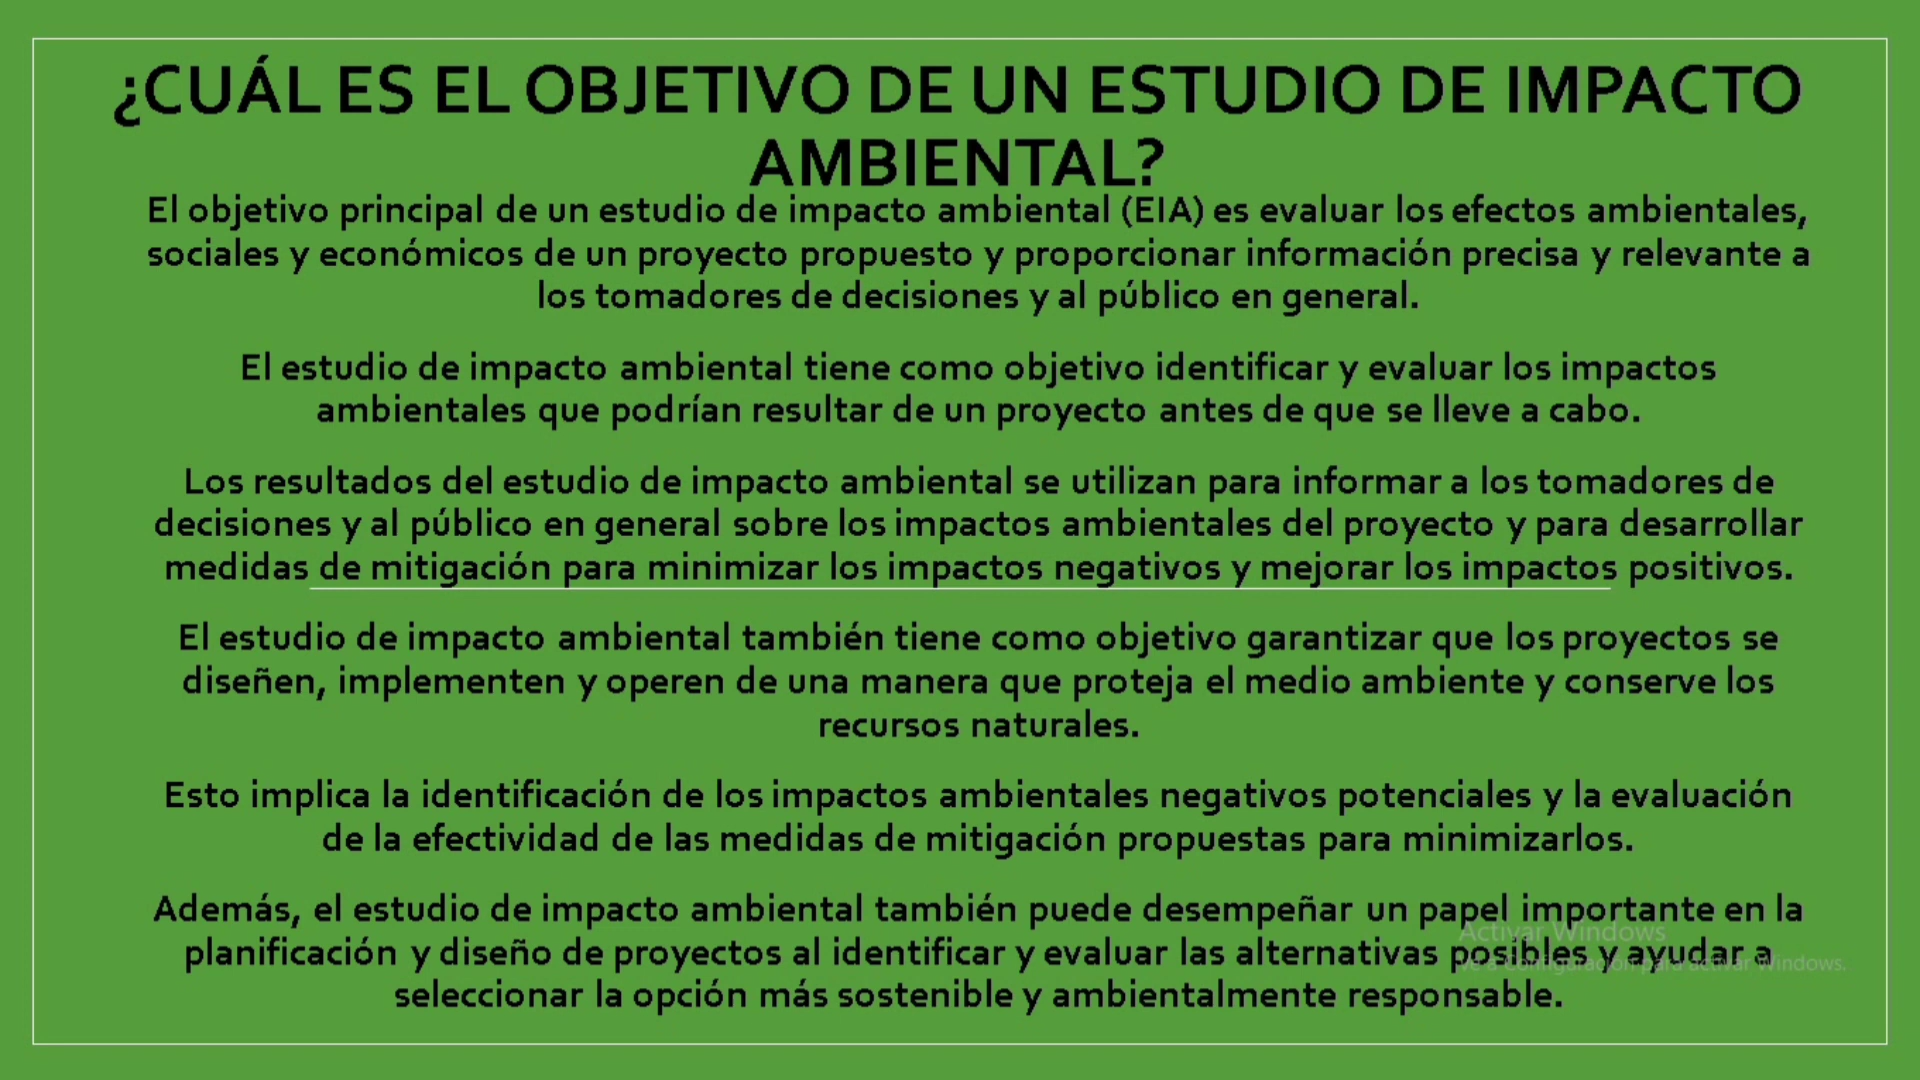 ¿CUÁL ES EL OBJETIVO DE UN ESTUDIO DE IMPACTO
AMBIENTAL?
El objetivo principal de un estudio de impacto ambiental (EIA) es evaluar los efectos ambientales,
sociales y económicos de un proyecto propuesto y proporcionar información precisa y relevante a
los tomadores de decisiones y al público en general.
El estudio de impacto ambiental tiene como objetivo identificar y evaluar los impactos
ambientales que podrían resultar de un proyecto antes de que se lleve a cabo.
Los resultados del estudio de impacto ambiental se utilizan para informar a los tomadores de
decisiones y al público en general sobre los impactos ambientales del proyecto y para desarrollar
medidas de mitigación para minimizar los impactos negativos y mejorar los impactos positivos.
El estudio de impacto ambiental también tiene como objetivo garantizar que los proyectos se
diseñen, implementen y operen de una manera que proteja el medio ambiente y conserve los
recursos naturales.
Esto implica la identificación de los impactos ambientales negativos potenciales y la evaluación
de la efectividad de las medidas de mitigación propuestas para minimizarlos.
Además, el estudio de impacto ambiental también puede desempeñar un papel importante en la
planificación y diseño de proyectos al identificar y evaluar las alternativas posibles y ayudar a
seleccionar la opción más sostenible y ambientalmente responsable.
Activar Windows
Ve a Configuración para activar Windows.